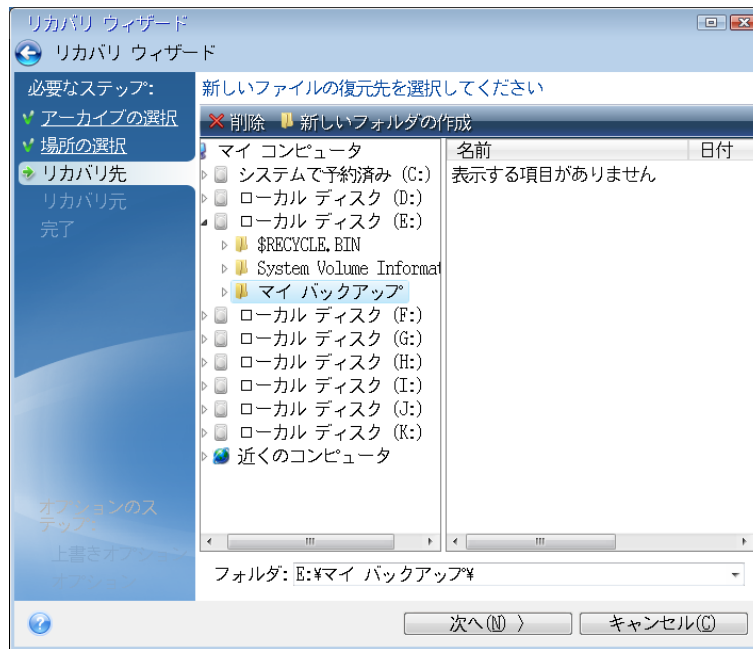 リカバリ ウィザード
リカバリ ウィザード
必要なステップ:
アーカイブの選択
場所の選択
リカバリ先
リカバリ元
完了
オプションのス
テップ:
新しいファイルの復元先を選択してください
削除 新しいフォルダの作成
マイ コンピュータ
システムで予約済み (C:)
ローカル ディスク (D:)
ローカル ディスク (E:)
$RECYCLE.BIN
System Volume Informat
マイ バックアップ
ローカル ディスク (F:)
ローカル ディスク (G:)
ローカル ディスク (H:)
ローカル ディスク (I:)
ローカル ディスク (J:)
ローカル ディスク (K:)
近くのコンピュータ
名前 日付
表示する項目がありません
フォルダ: E:¥マイ バックアップ¥
次へ(N) 〉 キャンセル(C)